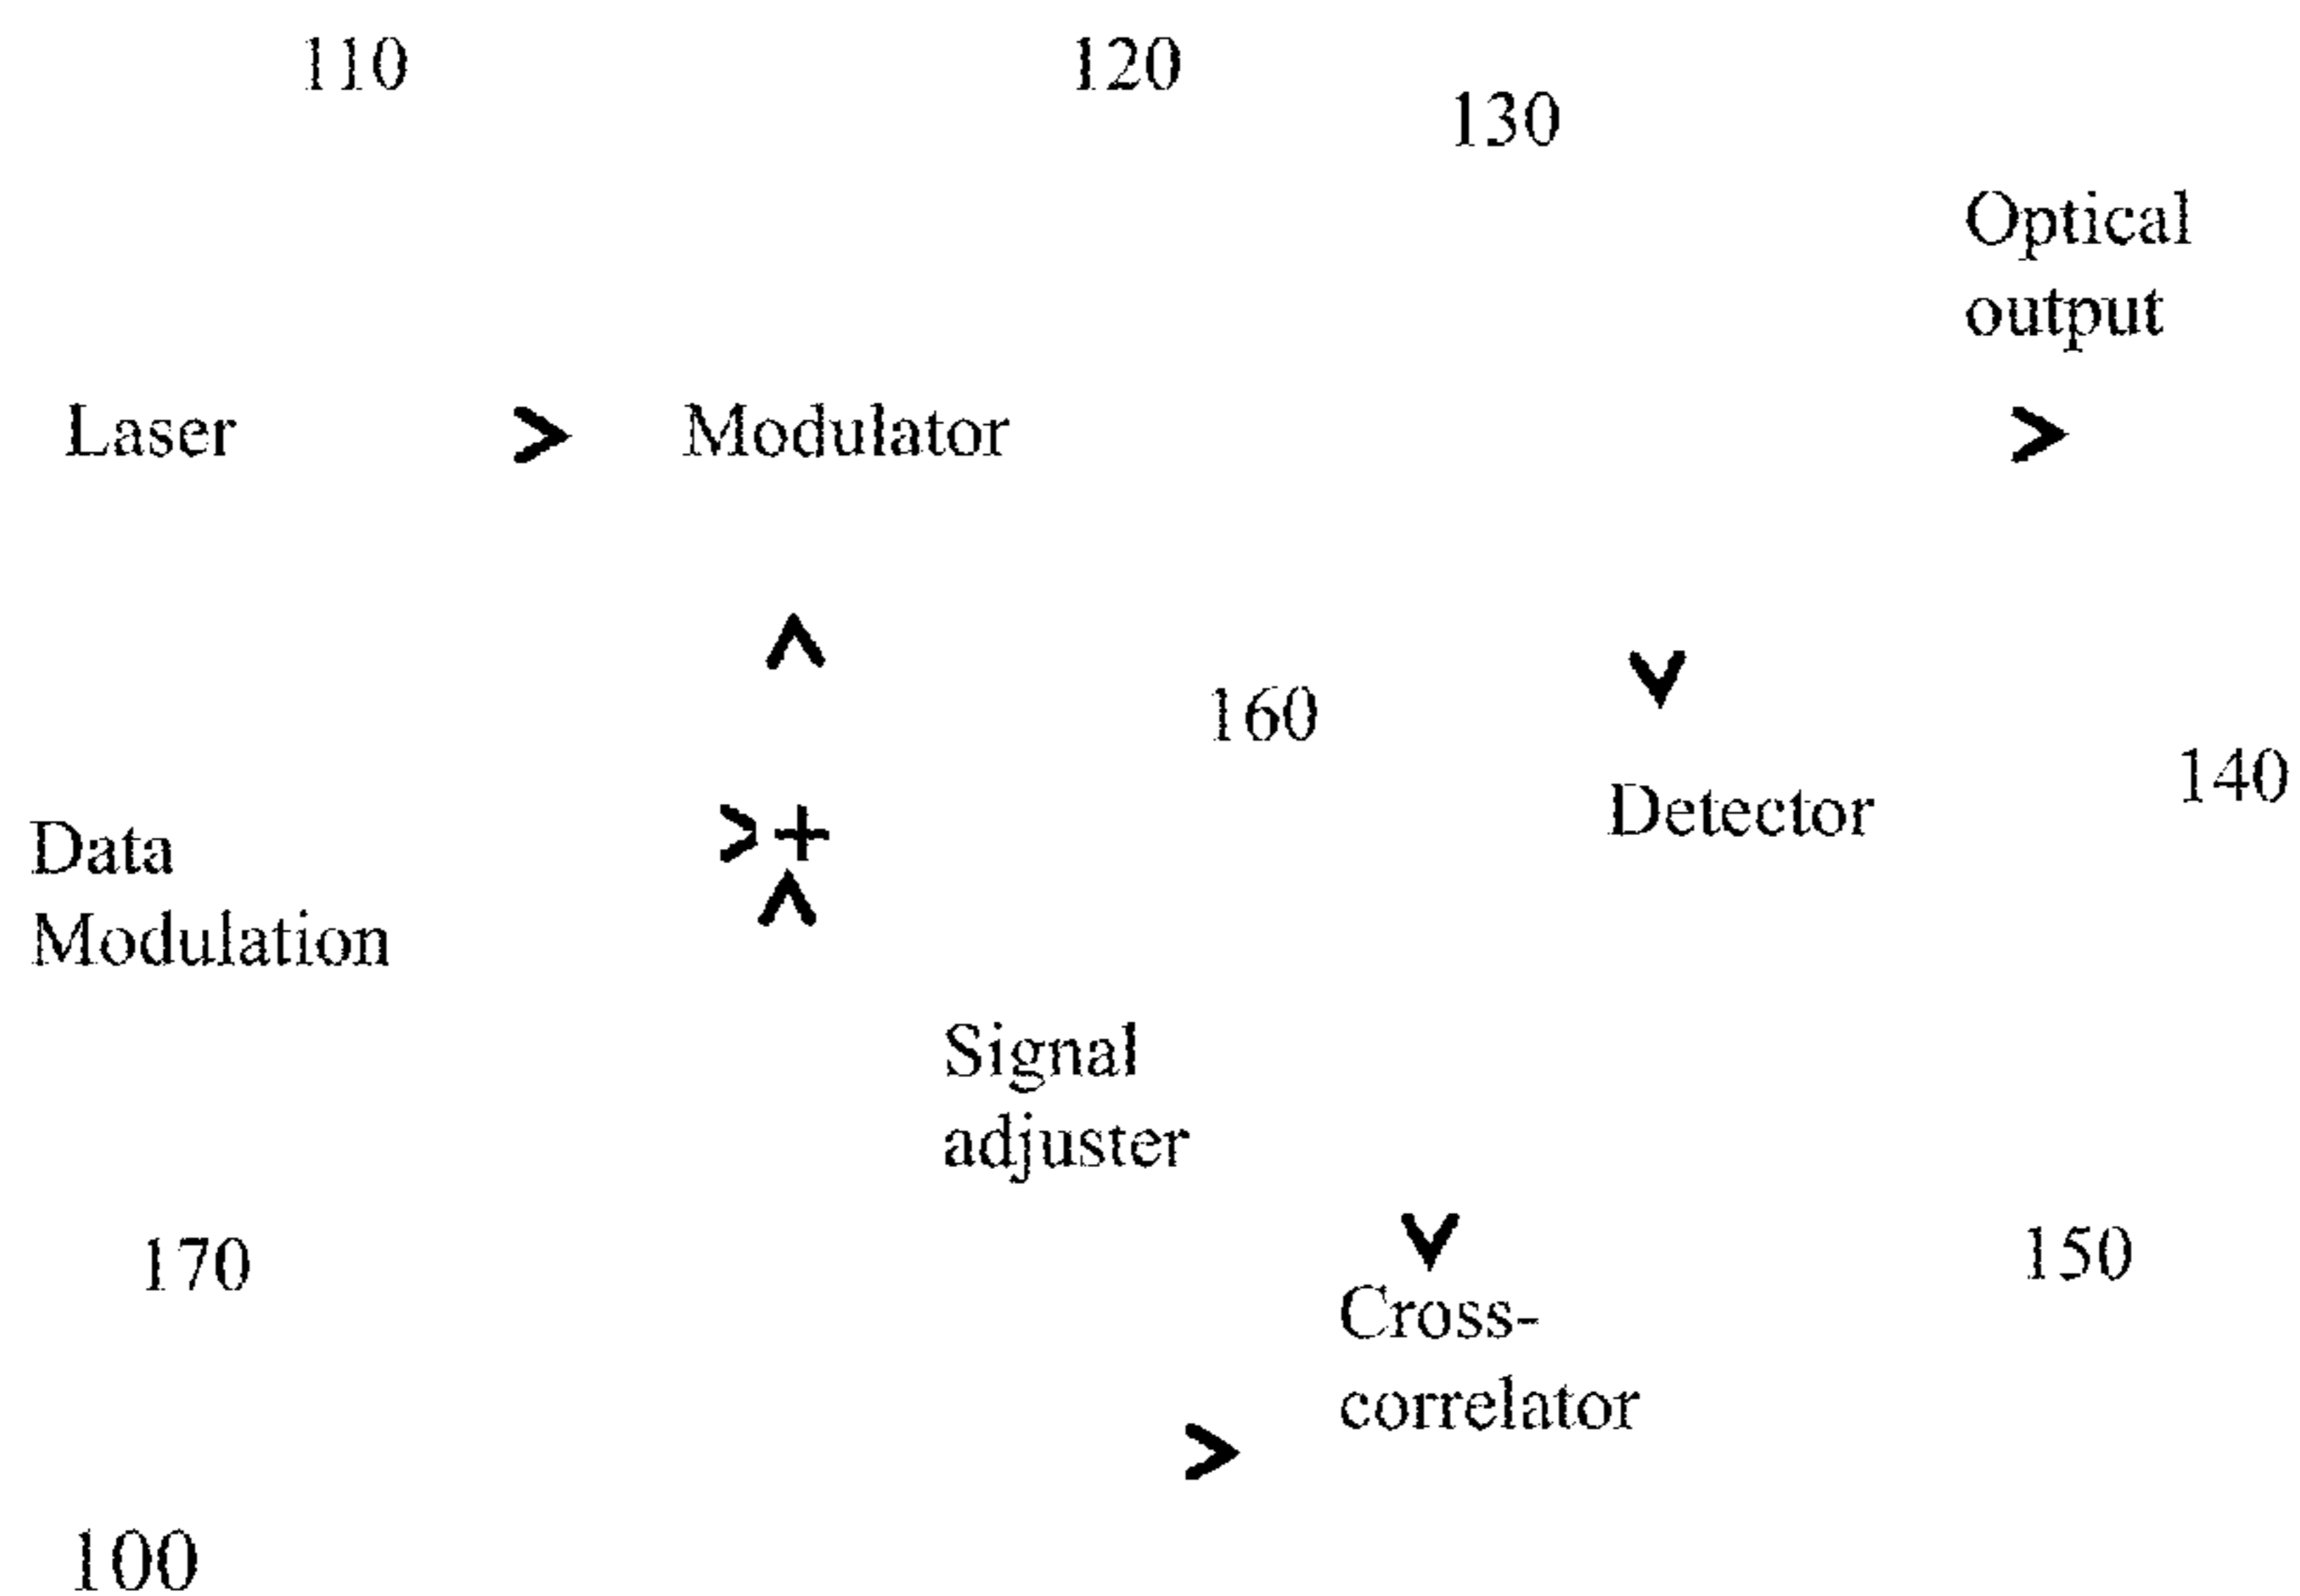 110
120
130
Optical
output
Laser
>
Modulator
>
^
v
160
140
Detector
>+
^
Data
Modulation
Signal
adjuster
170
v
150
Cross-
correlator
>
100